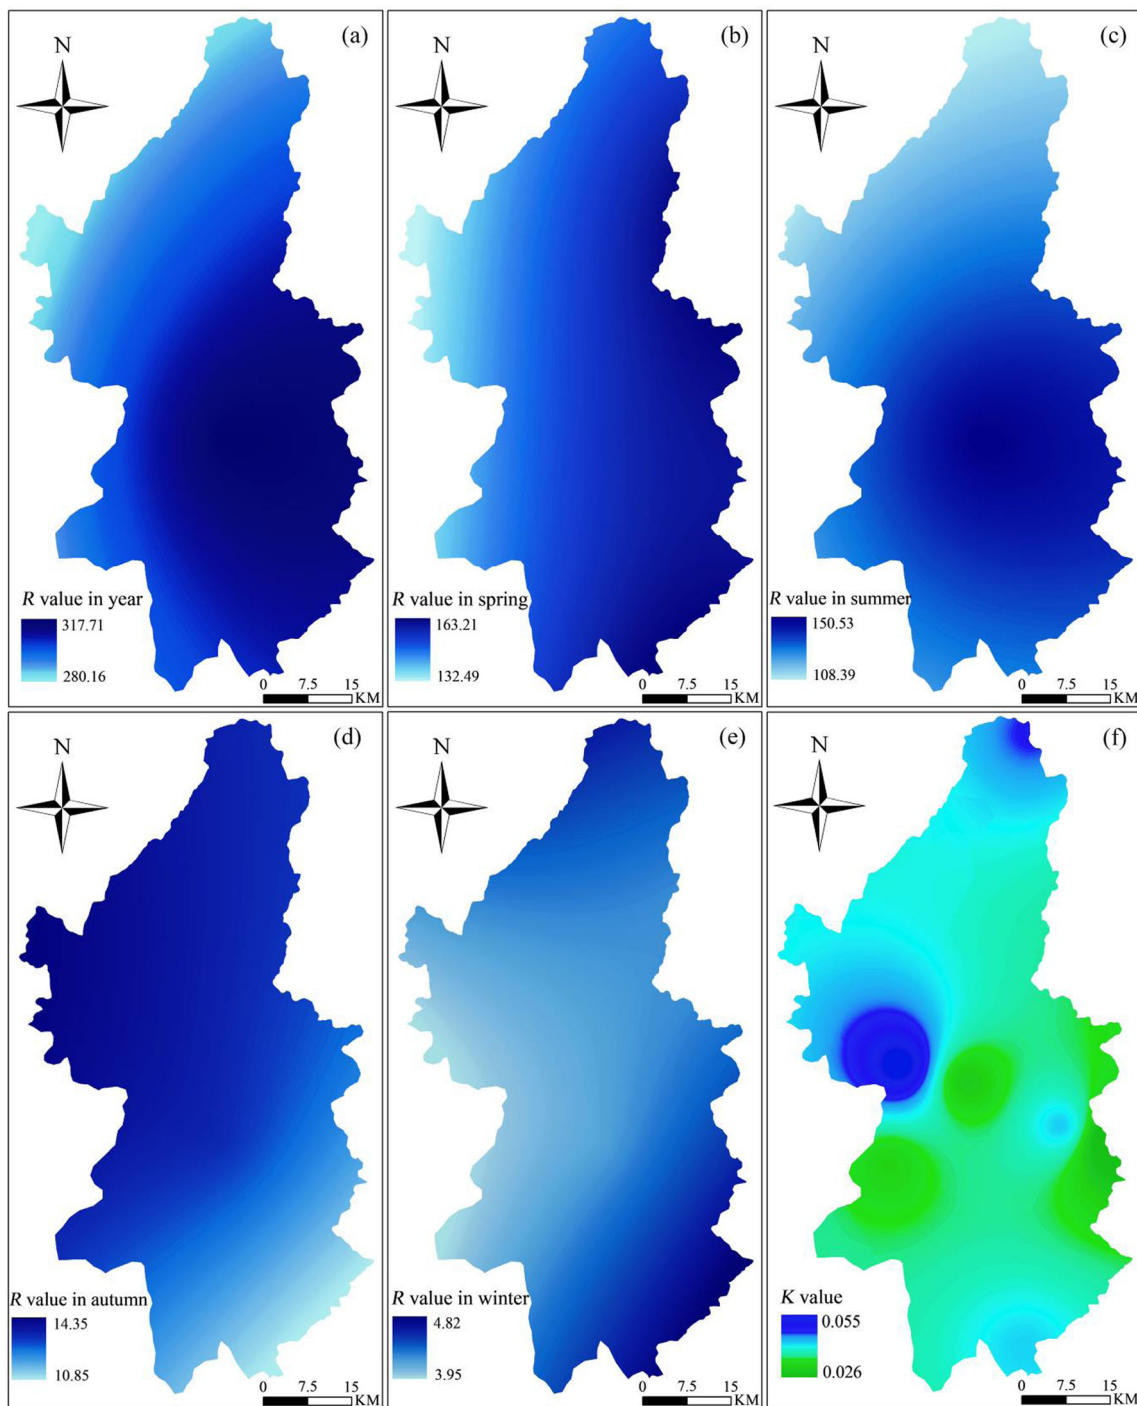 (a)
N
R value in year
317.71
280.16
0 7.5 15
KM
(b)
N
R value in spring
163.21
132.49
0 7.5 15
KM
(c)
N
R value in summer
150.53
108.39
0 7.5 15
KM
(d)
N
R value in autumn
14.35
10.85
0 7.5 15
KM
(e)
N
R value in winter
4.82
3.95
0 7.5 15
KM
(f)
N
K value
0.055
0.026
0 7.5 15
KM